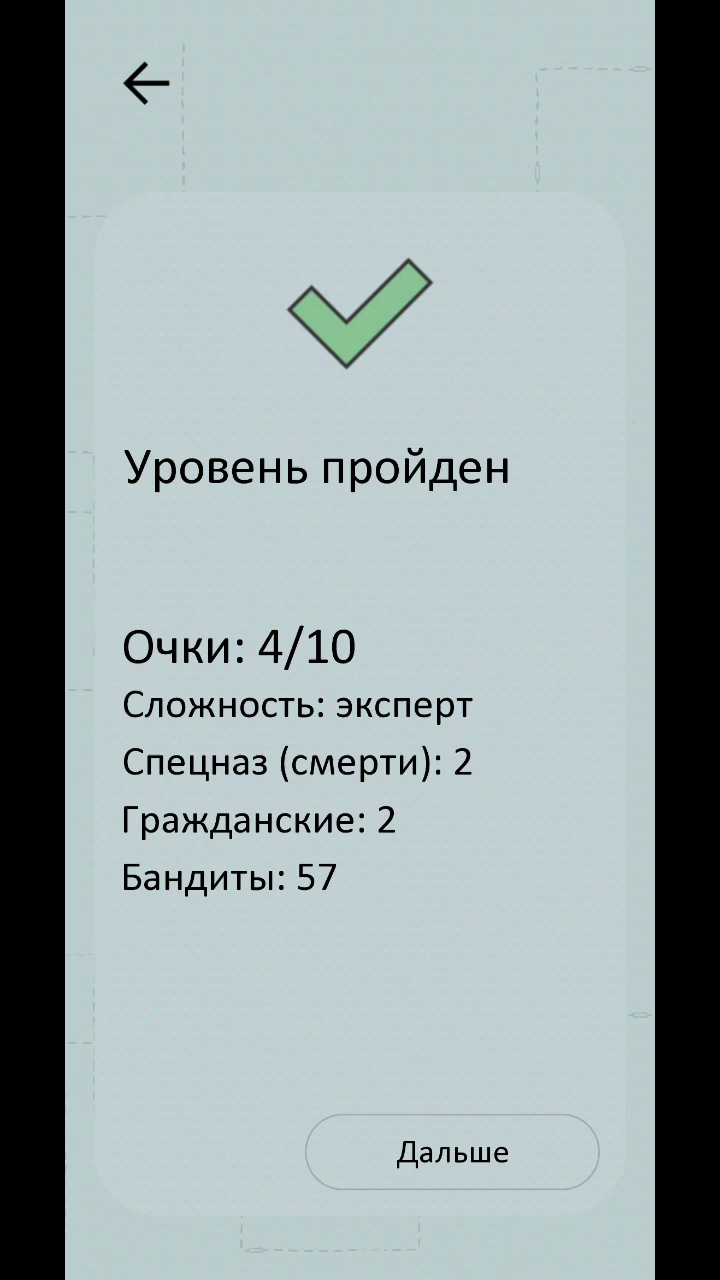 Уровень пройден
Очки: 4/10
Сложность: эксперт
Спецназ (смерти): 2
Гражданские: 2
Бандиты: 57
Дальше